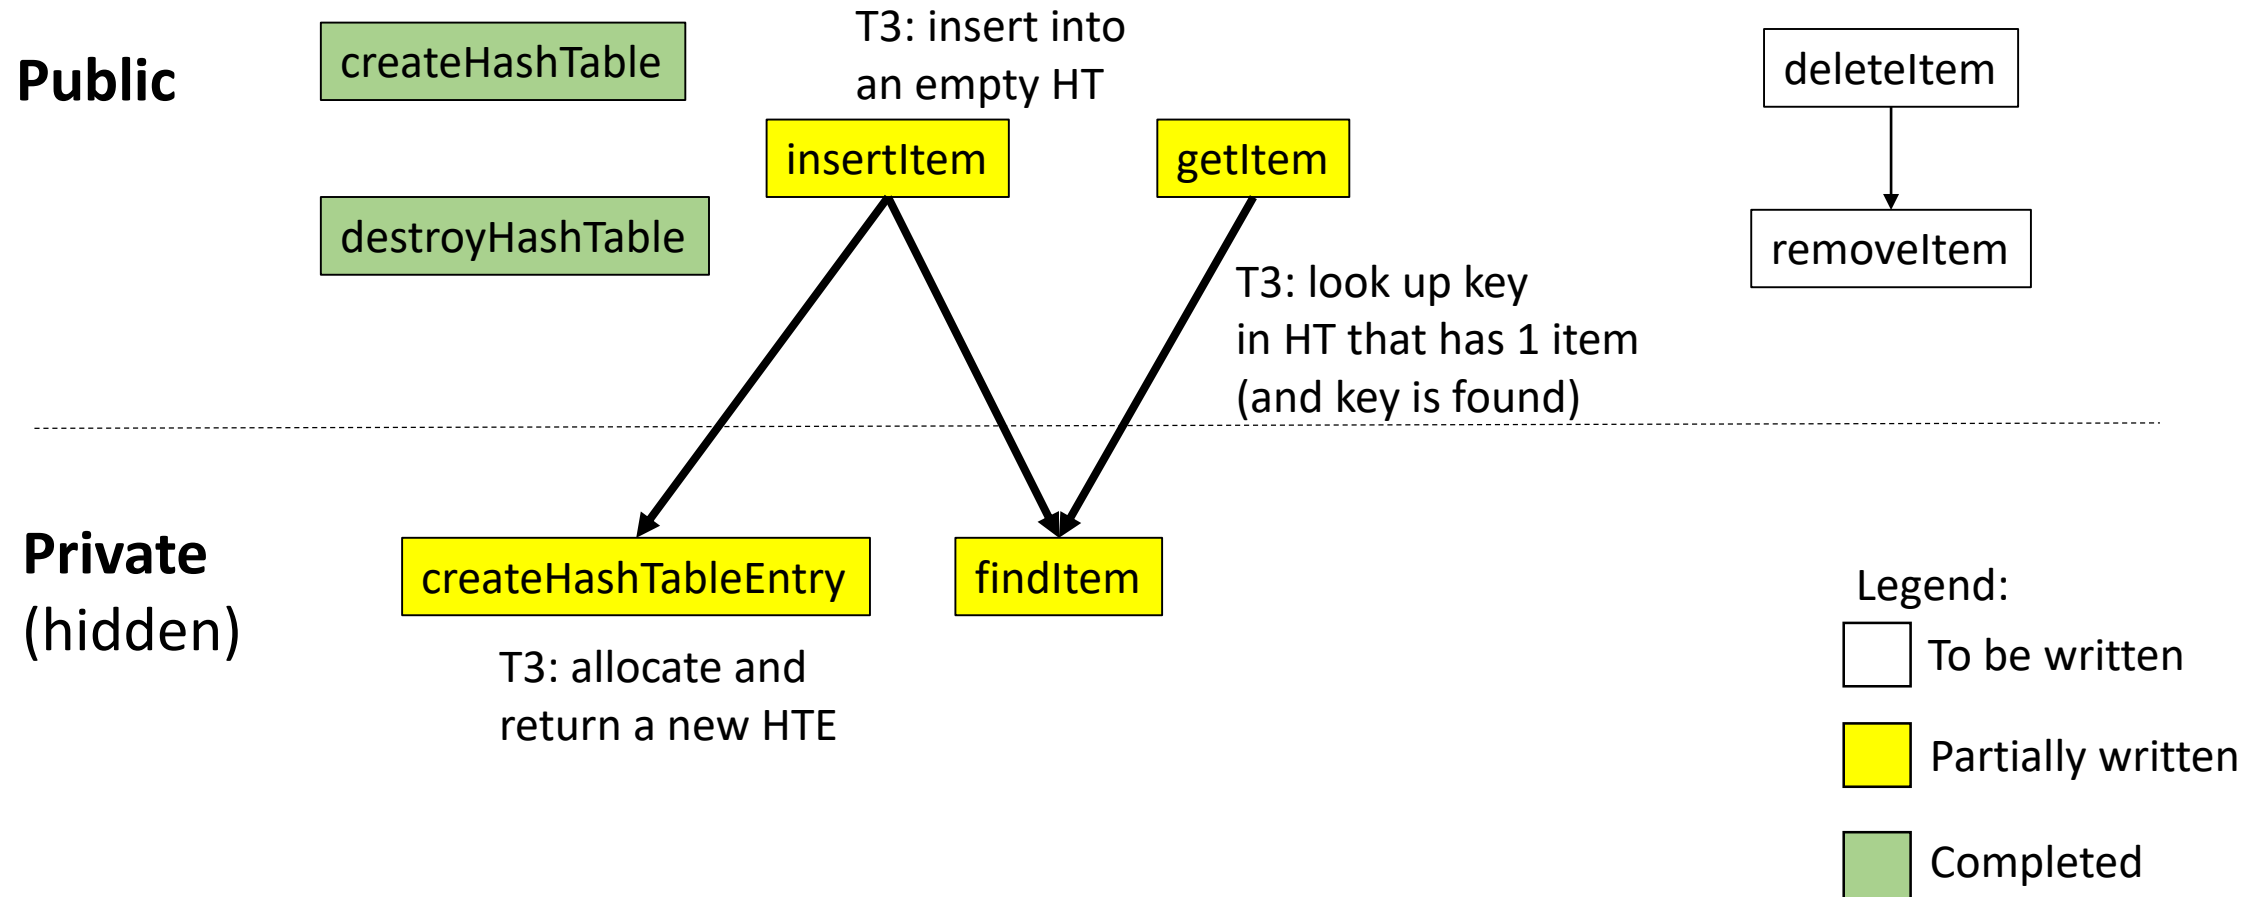 Public
createHashTable
T3: insert into
an empty HT
deleteItem
insertItem
getItem
destroyHashTable
removeItem
T3: look up key
in HT that has 1 item
(and key is found)
Private
(hidden)
createHashTableEntry
findItem
T3: allocate and
return a new HTE
Legend:
To be written
Partially written
Completed